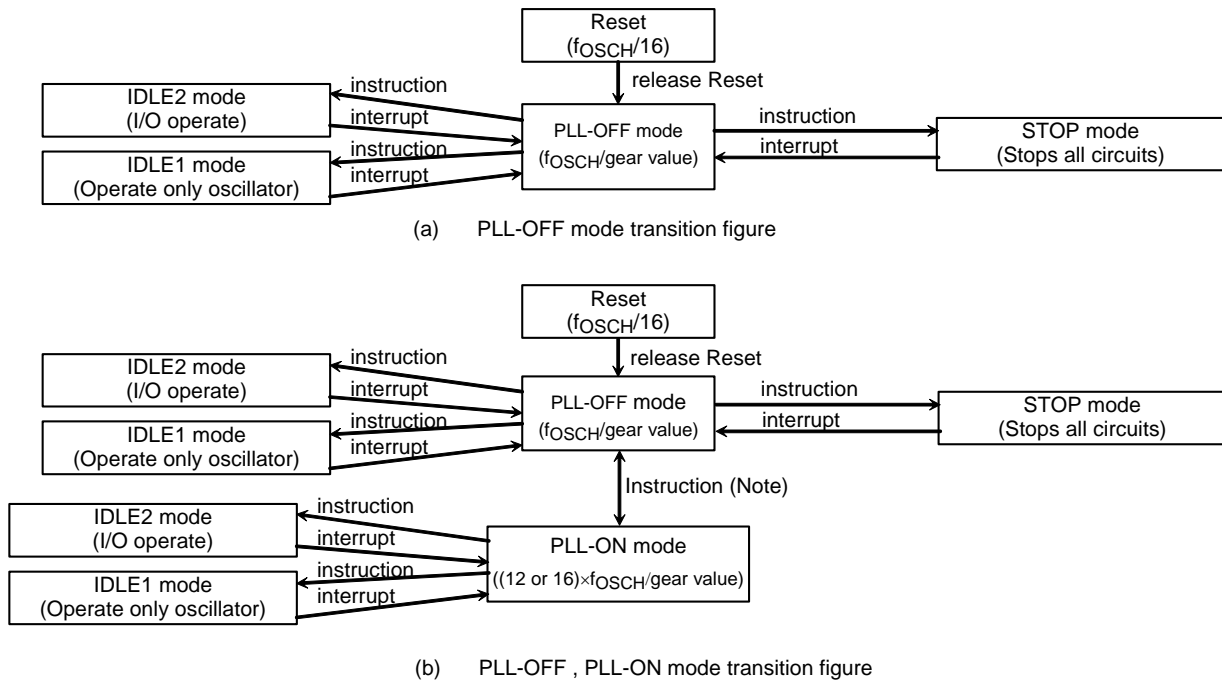 Reset
(fOSCH/16)
release Reset
IDLE2 mode
(I/O operate)
instruction
interrupt
IDLE1 mode
(Operate only oscillator)
instruction
interrupt
PLL-OFF mode
(fOSCH/gear value)
instruction
interrupt
STOP mode
(Stops all circuits)
(a) PLL-OFF mode transition figure
Reset
(fOSCH/16)
release Reset
IDLE2 mode
(I/O operate)
instruction
interrupt
IDLE1 mode
(Operate only oscillator)
instruction
interrupt
PLL-OFF mode
(fOSCH/gear value)
instruction
interrupt
STOP mode
(Stops all circuits)
Instruction (Note)
IDLE2 mode
(I/O operate)
instruction
interrupt
IDLE1 mode
(Operate only oscillator)
instruction
interrupt
PLL-ON mode
((12 or 16)×fOSCH/gear value)
(b) PLL-OFF , PLL-ON mode transition figure